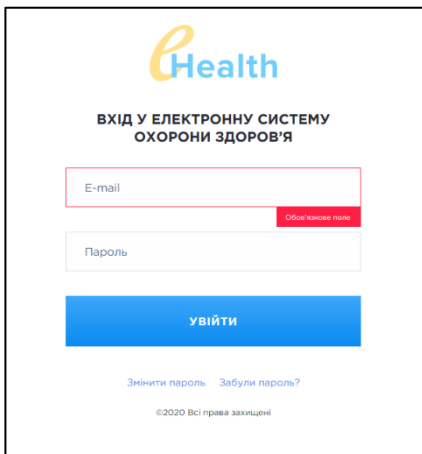 eHealth
ВХІД У ЕЛЕКТРОННУ СИСТЕМУ
ОХОРОНИ ЗДОРОВ'Я
E-mail
Обов'язкове поле
Пароль
УВІЙТИ
Змінити пароль Забули пароль?
©2020 Всі права захищені